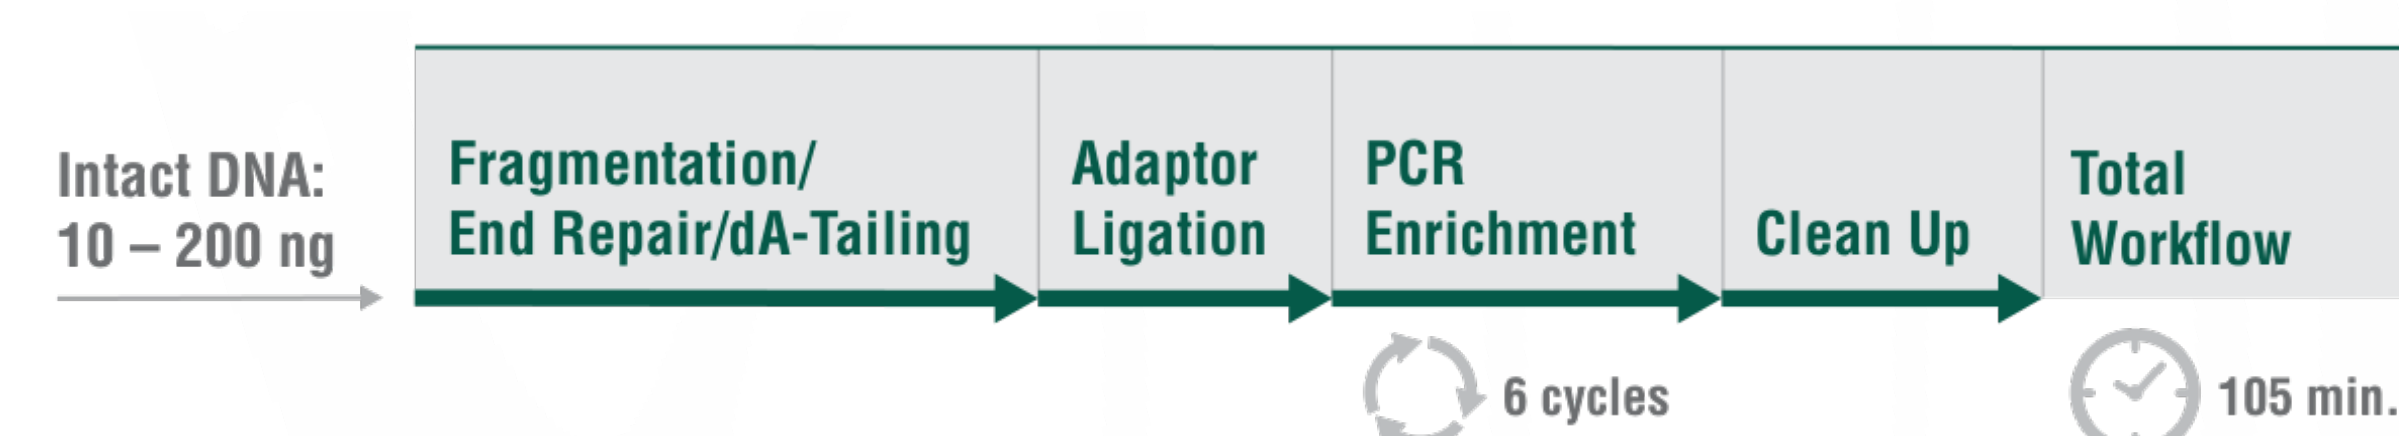 Intact DNA:
10 – 200 ng
Fragmentation/
End Repair/dA-Tailing
Adaptor
Ligation
PCR
Enrichment
Clean Up
Total
Workflow
6 cycles
105 min.